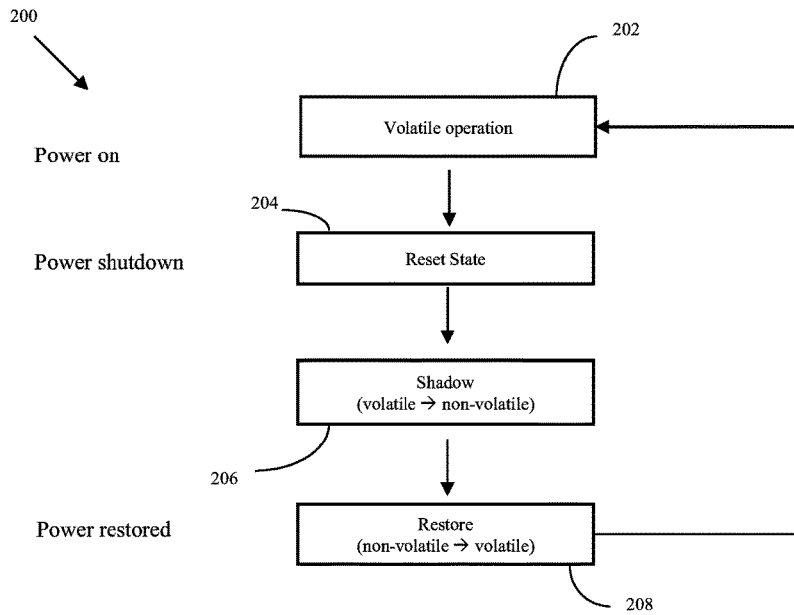 200
202
Volatile operation
Power on
204
Power shutdown
Reset State
Shadow
(volatile → non-volatile)
206
Power restored
Restore
(non-volatile → volatile)
208